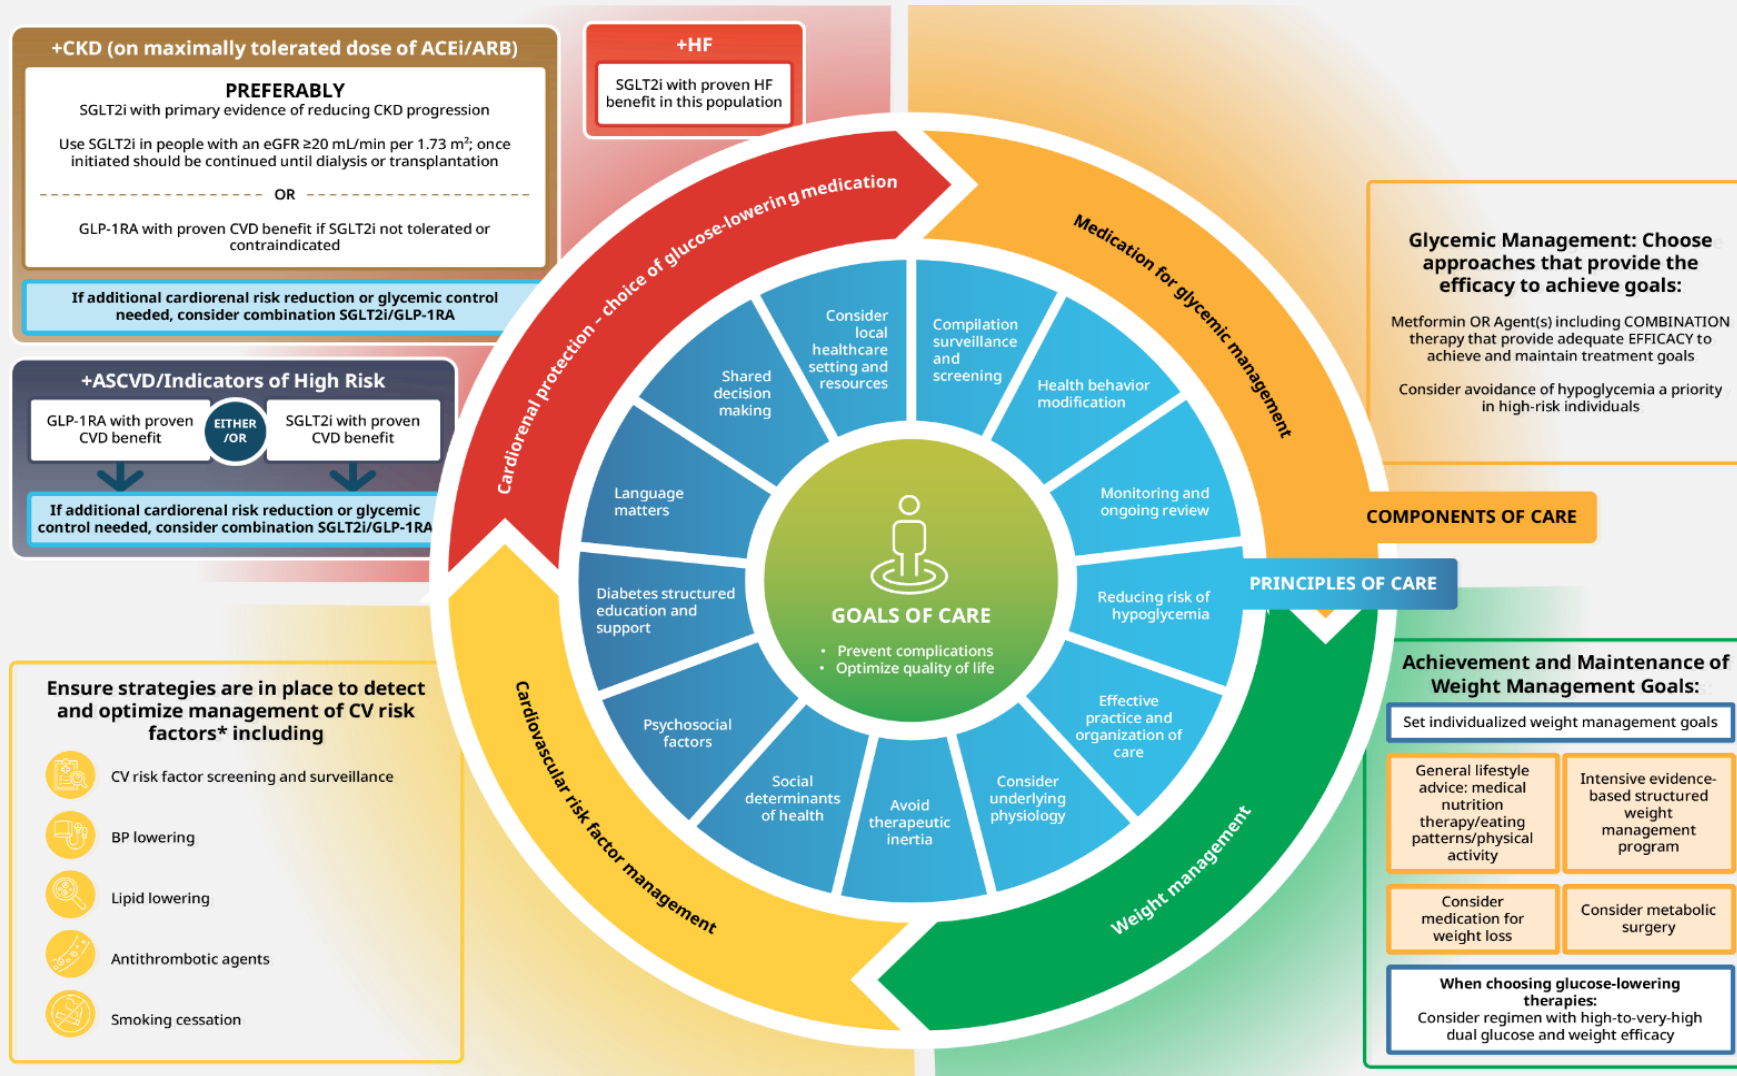 +CKD (on maximally tolerated dose of ACEi/ARB)
PREFERABLY
SGLT2i with primary evidence of reducing CKD progression
Use SGLT2i in people with an eGFR ≥20 mL/min per 1.73 m²; once
initiated should be continued until dialysis or transplantation
OR
GLP-1RA with proven CVD benefit if SGLT2i not tolerated or
contraindicated
If additional cardiorenal risk reduction or glycemic control
needed, consider combination SGLT2i/GLP-1RA
+HF
SGLT2i with proven HF
benefit in this population
+ASCVD/Indicators of High Risk
GLP-1RA with proven
CVD benefit
EITHER
/OR
SGLT2i with proven
CVD benefit
If additional cardiorenal risk reduction or glycemic
control needed, consider combination SGLT2i/GLP-1RA
Ensure strategies are in place to detect
and optimize management of CV risk
factors* including
CV risk factor screening and surveillance
BP lowering
Lipid lowering
Antithrombotic agents
Smoking cessation
Cardiorenal protection – choice of glucose-lowering medication
Medication for glycemic management
Weight management
Cardiovascular risk factor management
Consider
local
healthcare
setting and
resources
Compilation
surveillance
and
screening
Health behavior
modification
Monitoring and
ongoing review
Reducing risk of
hypoglycemia
Effective
practice and
organization of
care
Consider
underlying
physiology
Avoid
therapeutic
inertia
Social
determinants
of health
Psychosocial
factors
Diabetes structured
education and
support
Language
matters
Shared
decision
making
GOALS OF CARE
• Prevent complications
• Optimize quality of life
Glycemic Management: Choose
approaches that provide the
efficacy to achieve goals:
Metformin OR Agent(s) including COMBINATION
therapy that provide adequate EFFICACY to
achieve and maintain treatment goals
Consider avoidance of hypoglycemia a priority
in high-risk individuals
COMPONENTS OF CARE
PRINCIPLES OF CARE
Achievement and Maintenance of
Weight Management Goals:
Set individualized weight management goals
General lifestyle
advice: medical
nutrition
therapy/eating
patterns/physical
activity
Intensive evidence-
based structured
weight
management
program
Consider
medication for
weight loss
Consider metabolic
surgery
When choosing glucose-lowering
therapies:
Consider regimen with high-to-very-high
dual glucose and weight efficacy